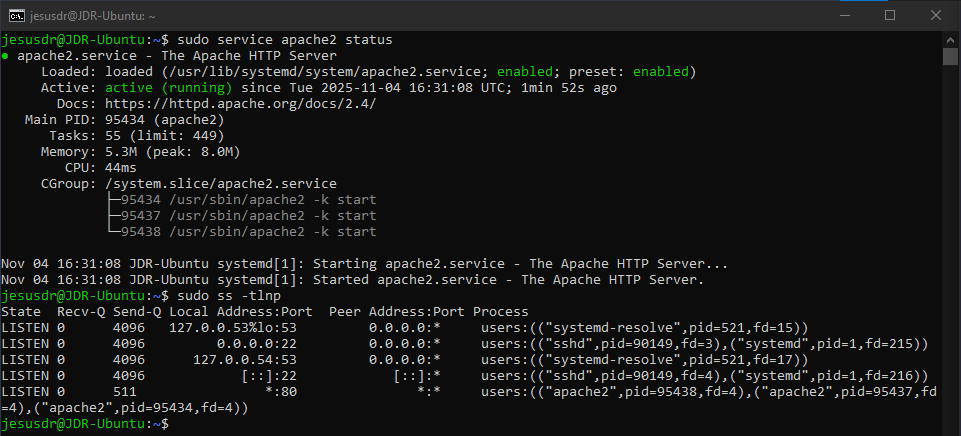 jesusdr@JDR-Ubuntu: ~
jesusdr@JDR-Ubuntu:~$ sudo service apache2 status
● apache2.service - The Apache HTTP Server
     Loaded: loaded (/usr/lib/systemd/system/apache2.service; enabled; preset: enabled)
     Active: active (running) since Tue 2025-11-04 16:31:08 UTC; 1min 52s ago
       Docs: https://httpd.apache.org/docs/2.4/
   Main PID: 95434 (apache2)
      Tasks: 55 (limit: 449)
     Memory: 5.3M (peak: 8.0M)
        CPU: 44ms
     CGroup: /system.slice/apache2.service
             ├─95434 /usr/sbin/apache2 -k start
             ├─95437 /usr/sbin/apache2 -k start
             └─95438 /usr/sbin/apache2 -k start
Nov 04 16:31:08 JDR-Ubuntu systemd[1]: Starting apache2.service - The Apache HTTP Server...
Nov 04 16:31:08 JDR-Ubuntu systemd[1]: Started apache2.service - The Apache HTTP Server.
jesusdr@JDR-Ubuntu:~$ sudo ss -tlnp
State  Recv-Q Send-Q Local Address:Port  Peer Address:Port Process
LISTEN 0      4096   127.0.0.53%lo:53         0.0.0.0:*     users:(("systemd-resolve",pid=521,fd=15))
LISTEN 0      4096         0.0.0.0:22         0.0.0.0:*     users:(("sshd",pid=90149,fd=3),("systemd",pid=1,fd=215))
LISTEN 0      4096      127.0.0.54:53         0.0.0.0:*     users:(("systemd-resolve",pid=521,fd=17))
LISTEN 0      4096            [::]:22            [::]:*     users:(("sshd",pid=90149,fd=4),("systemd",pid=1,fd=216))
LISTEN 0      511                *:80               *:*     users:(("apache2",pid=95438,fd=4),("apache2",pid=95437,fd
=4),("apache2",pid=95434,fd=4))
jesusdr@JDR-Ubuntu:~$